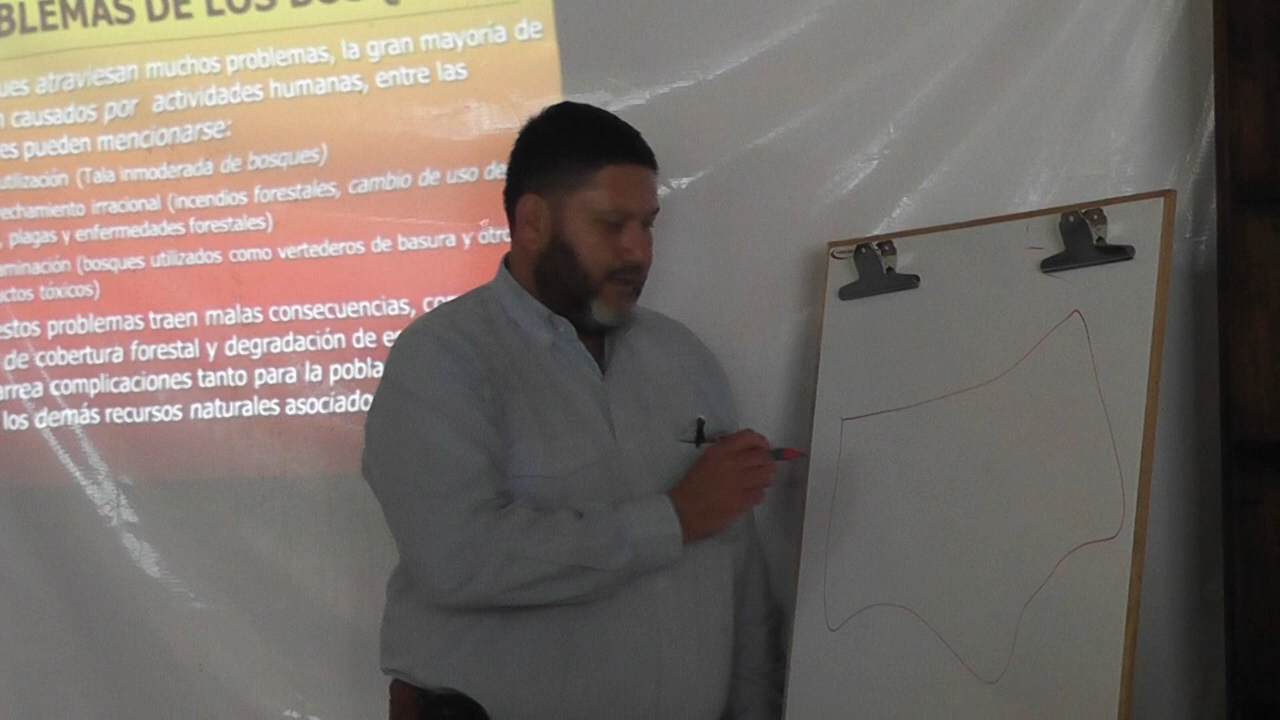 BLEMAS DE LOS
ues atraviesan muchos problemas, la gran mayoría de
n causados por actividades humanas, entre las
es pueden mencionarse:
utilización (Tala inmoderada de bosques)
echamiento irracional (incendios forestales, cambio de uso de
, plagas y enfermedades forestales)
aminación (bosques utilizados como vertederos de basura y otro
uctos tóxicos)
estos problemas traen malas consecuencias, co
de cobertura forestal y degradación de e
arrea complicaciones tanto para la pobla
los demás recursos naturales asociado